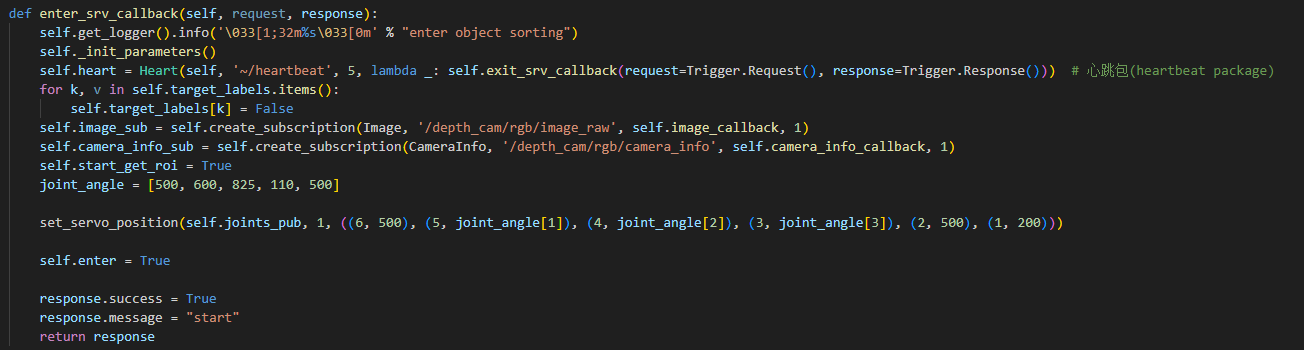 def enter_srv_callback(self, request, response):
    self.get_logger().info('\033[1;32m%s\033[0m' % "enter object sorting")
    self._init_parameters()
    self.heart = Heart(self, '~/heartbeat', 5, lambda _: self.exit_srv_callback(request=Trigger.Request(), response=Trigger.Response()))  # 心跳包(heartbeat package)
    for k, v in self.target_labels.items():
        self.target_labels[k] = False
    self.image_sub = self.create_subscription(Image, '/depth_cam/rgb/image_raw', self.image_callback, 1)
    self.camera_info_sub = self.create_subscription(CameraInfo, '/depth_cam/rgb/camera_info', self.camera_info_callback, 1)
    self.start_get_roi = True
    joint_angle = [500, 600, 825, 110, 500]
    set_servo_position(self.joints_pub, 1, ((6, 500), (5, joint_angle[1]), (4, joint_angle[2]), (3, joint_angle[3]), (2, 500), (1, 200)))
    self.enter = True
    response.success = True
    response.message = "start"
    return response